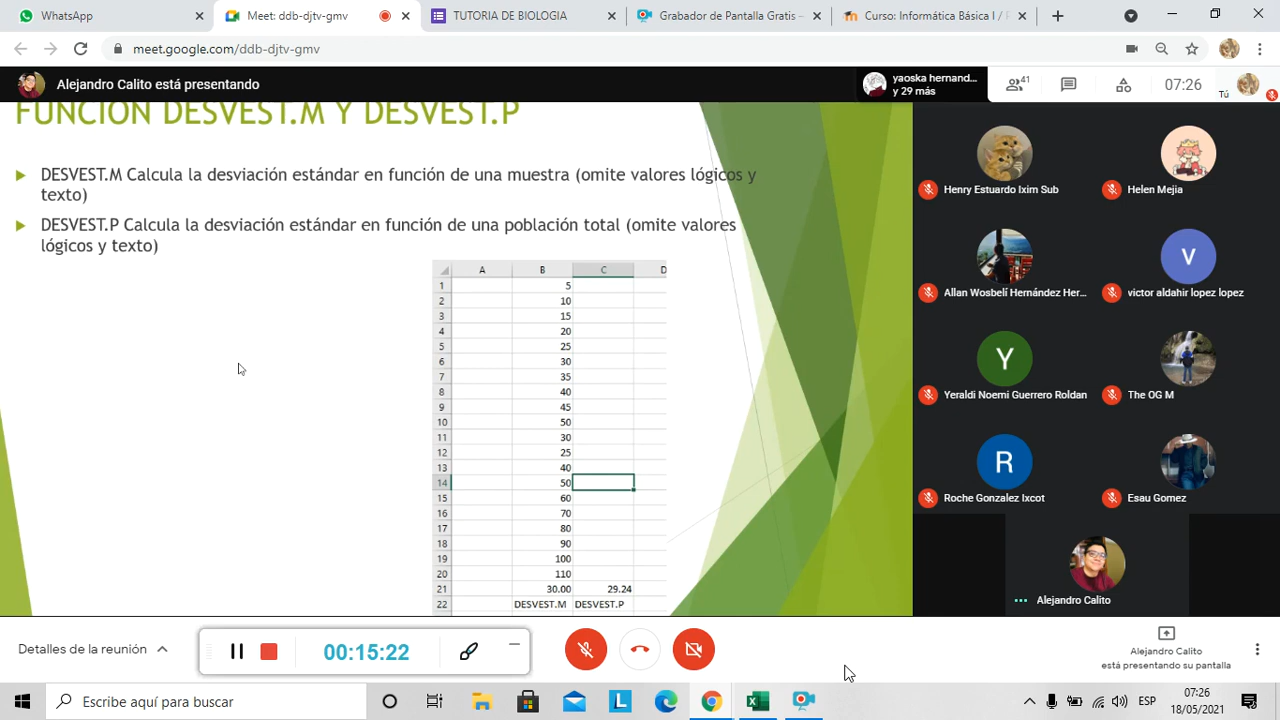 WhatsApp
Meet: ddb-djtv-gmv
TUTORIA DE BIOLOGIA
Grabador de Pantalla Gratis –
Curso: Informática Básica I / P
meet.google.com/ddb-djtv-gmv
Alejandro Calito está presentando
yaoska hernand...
y 29 más
41
07:26
Tú
FUNCIÓN DESVEST.M Y DESVEST.P
DESVEST.M Calcula la desviación estándar en función de una muestra (omite valores lógicos y
texto)
DESVEST.P Calcula la desviación estándar en función de una población total (omite valores
lógicos y texto)
A B C D
1 5
2 10
3 15
4 20
5 25
6 30
7 35
8 40
9 45
10 50
11 30
12 25
13 40
14 50
15 60
16 70
17 80
18 90
19 100
20 110
21 30.00 29.24
22 DESVEST.M DESVEST.P
Henry Estuardo Ixim Sub
Helen Mejia
Allan Wosbelí Hernández Her...
V
victor aldahir lopez lopez
Y
Yeraldi Noemi Guerrero Roldan
The OG M
R
Roche Gonzalez Ixcot
Esau Gomez
Alejandro Calito
Detalles de la reunión
00:15:22
Alejandro Calito
está presentando su pantalla
Escribe aquí para buscar
L
ESP
07:26
18/05/2021